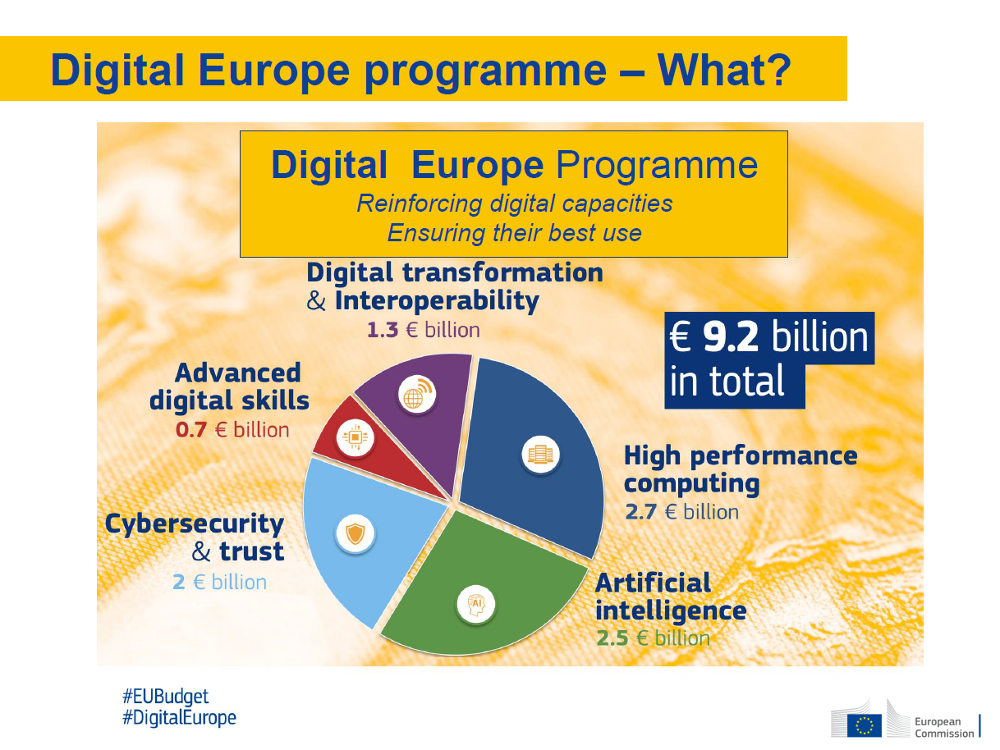 Digital Europe programme – What?
Digital Europe Programme
Reinforcing digital capacities
Ensuring their best use
Digital transformation
& Interoperability
1.3 € billion
€ 9.2 billion
in total
Advanced
digital skills
0.7 € billion
High performance
computing
2.7 € billion
Cybersecurity
& trust
2 € billion
Artificial
intelligence
2.5 € billion
AI
#EUBudget
#DigitalEurope
European
Commission